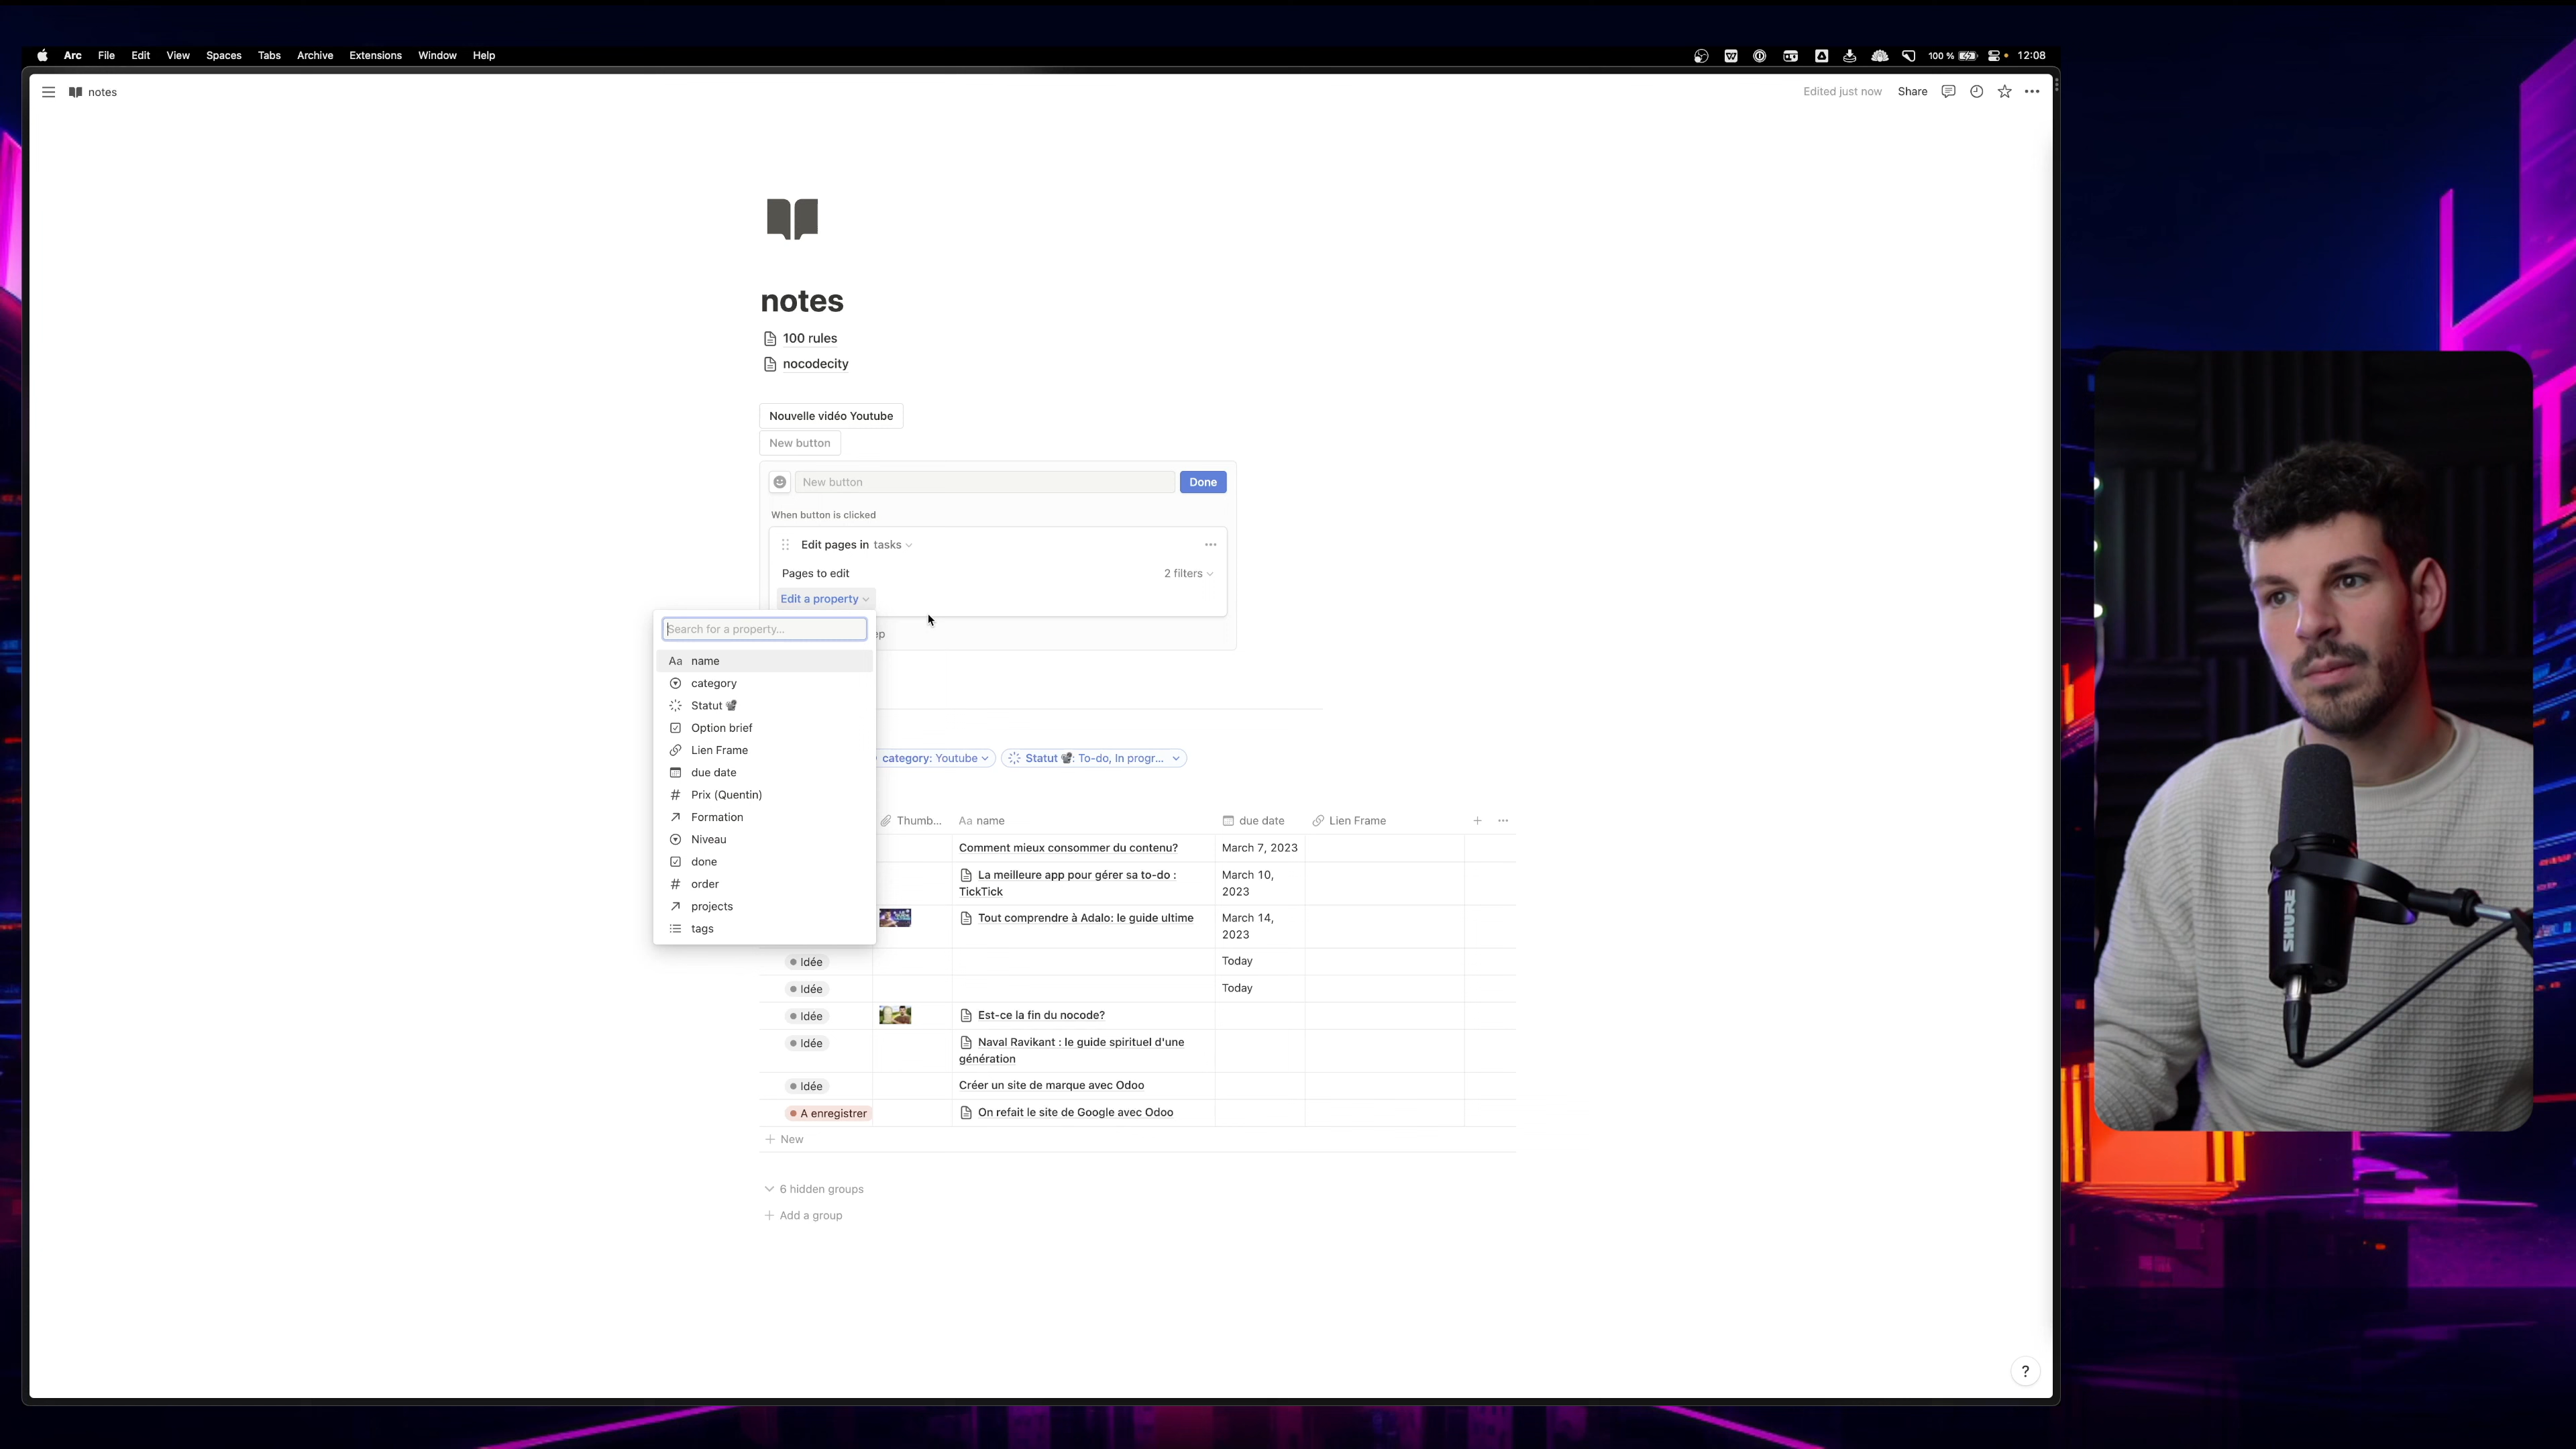 Arc File Edit View Spaces Tabs Archive Extensions Window Help 100 % 12:08
notes Edited just now Share
notes
100 rules
nocodecity
Nouvelle vidéo Youtube
New button
New button Done
When button is clicked
Edit pages in tasks
Pages to edit 2 filters
Edit a property
ep
Search for a property...
Aa name
category
Statut
Option brief
Lien Frame
due date
# Prix (Quentin)
Formation
Niveau
done
# order
projects
tags
category: Youtube Statut : To-do, In progr...
Thumb... Aa name due date Lien Frame
Comment mieux consommer du contenu? March 7, 2023
La meilleure app pour gérer sa to-do : March 10,
TickTick 2023
Tout comprendre à Adalo: le guide ultime March 14,
2023
Idée Today
Idée Today
Idée Est-ce la fin du nocode?
Idée Naval Ravikant : le guide spirituel d'une
génération
Idée Créer un site de marque avec Odoo
A enregistrer On refait le site de Google avec Odoo
+ New
6 hidden groups
+ Add a group
?
SHURE